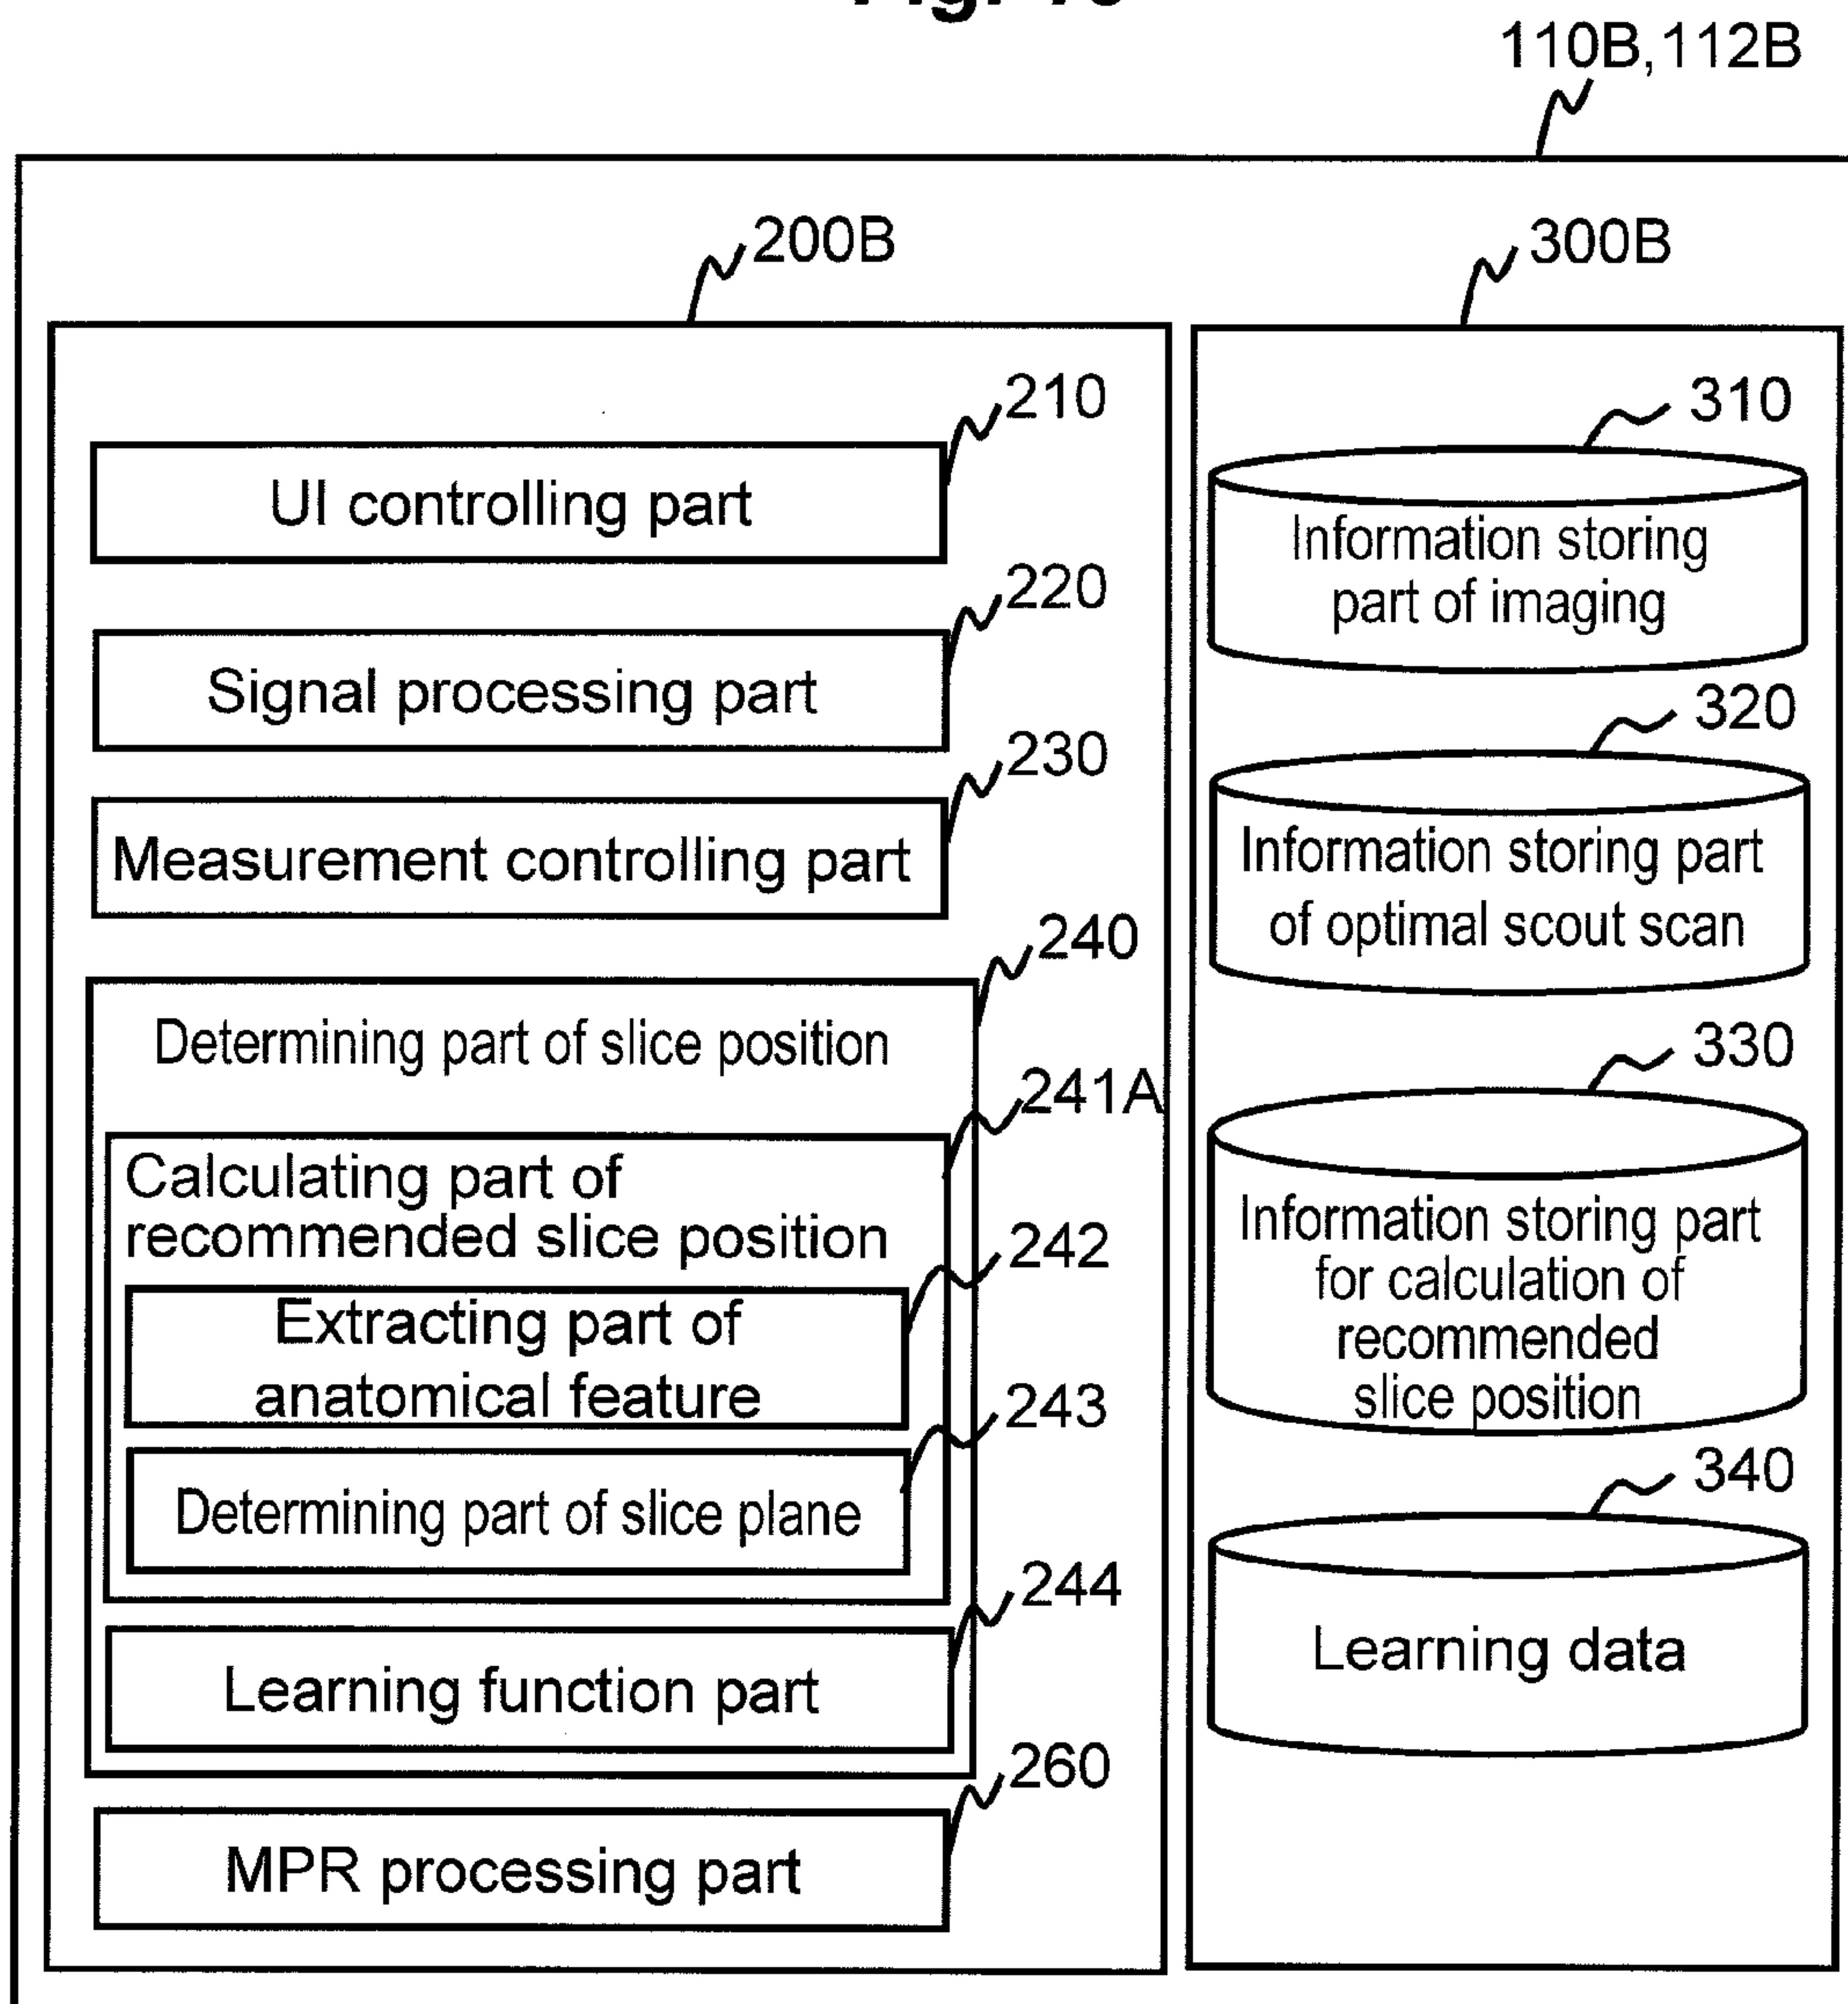 110B,112B
200B
300B
210
UI controlling part
220
Signal processing part
230
Measurement controlling part
240
Determining part of slice position
241A
Calculating part of
recommended slice position
242
Extracting part of
anatomical feature
243
Determining part of slice plane
244
Learning function part
260
MPR processing part
310
Information storing
part of imaging
320
Information storing part
of optimal scout scan
330
Information storing part
for calculation of
recommended
slice position
340
Learning data